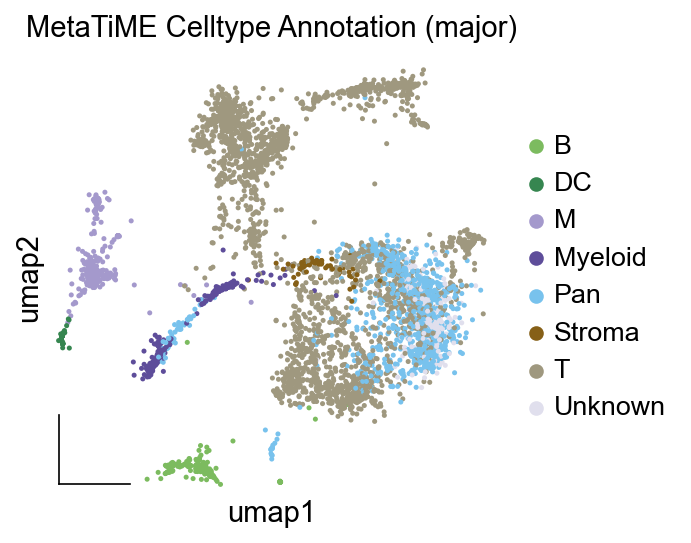 MetaTiME Celltype Annotation (major)
B
DC
M
Myeloid
Pan
Stroma
T
Unknown
umap2
umap1